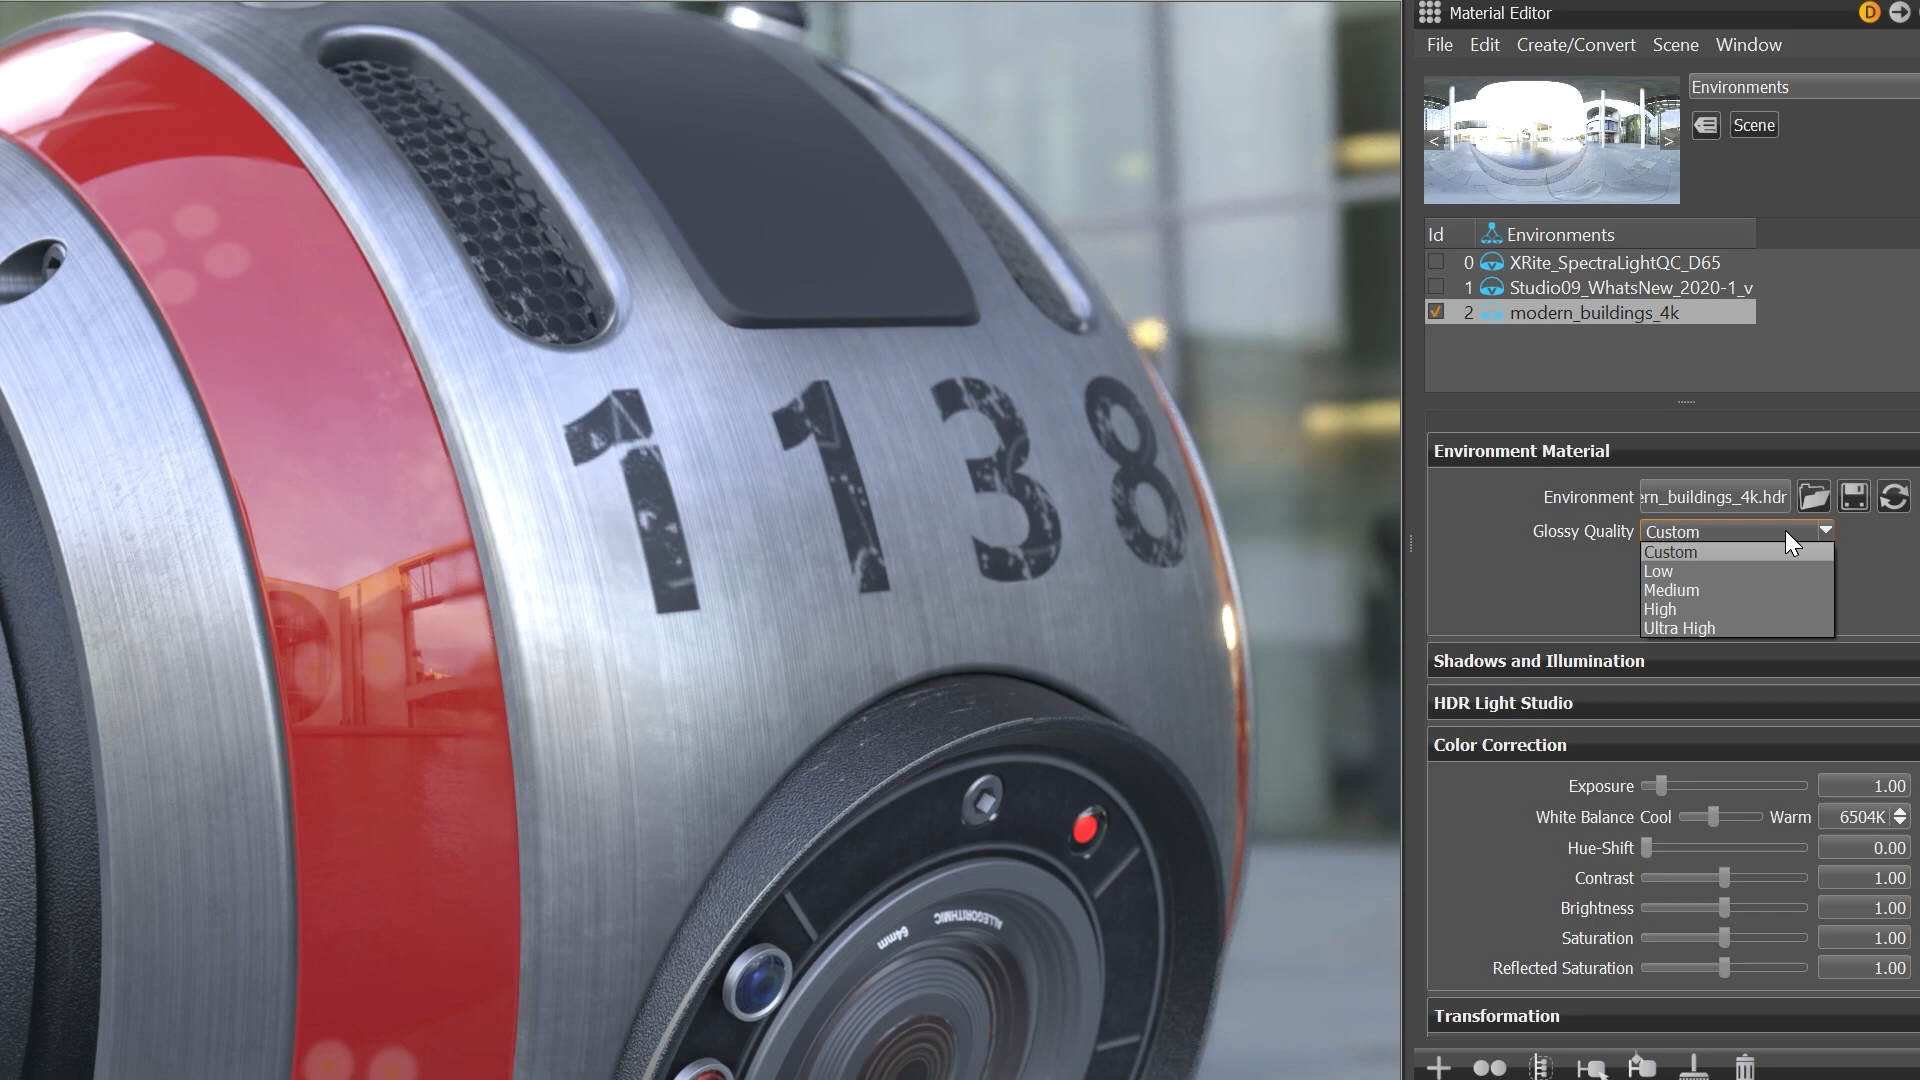 Material Editor
D
File Edit Create/Convert Scene Window
Environments
Scene
< >
Id Environments
0 XRite_SpectraLightQC_D65
1 Studio09_WhatsNew_2020-1_v
2 modern_buildings_4k
Environment Material
Environment ern_buildings_4k.hdr
Glossy Quality Custom
Custom
Low
Medium
High
Ultra High
Shadows and Illumination
HDR Light Studio
Color Correction
Exposure 1.00
White Balance Cool Warm 6504K
Hue-Shift 0.00
Contrast 1.00
Brightness 1.00
Saturation 1.00
Reflected Saturation 1.00
Transformation
1138
ALLEGORITHMIC
64mm